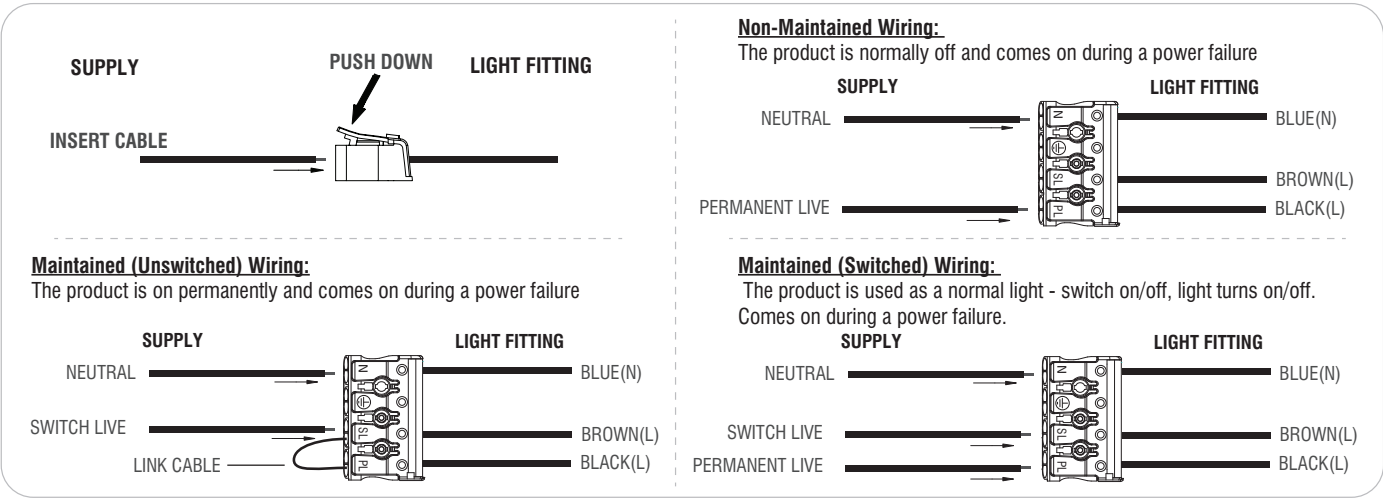 SUPPLY
PUSH DOWN
LIGHT FITTING
INSERT CABLE
Non-Maintained Wiring:
The product is normally off and comes on during a power failure
SUPPLY
LIGHT FITTING
NEUTRAL
N
BLUE(N)
SL
BROWN(L)
PERMANENT LIVE
PL
BLACK(L)
Maintained (Unswitched) Wiring:
The product is on permanently and comes on during a power failure
SUPPLY
LIGHT FITTING
NEUTRAL
N
BLUE(N)
SWITCH LIVE
SL
BROWN(L)
LINK CABLE
PL
BLACK(L)
Maintained (Switched) Wiring:
The product is used as a normal light - switch on/off, light turns on/off.
Comes on during a power failure.
SUPPLY
LIGHT FITTING
NEUTRAL
N
BLUE(N)
SWITCH LIVE
SL
BROWN(L)
PERMANENT LIVE
PL
BLACK(L)